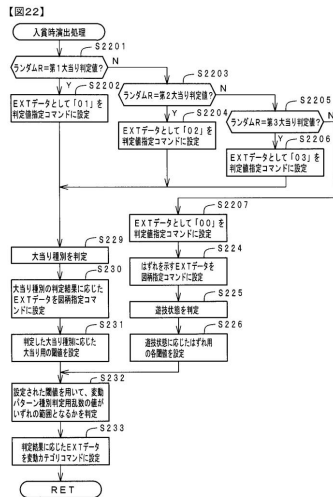 【図22】
入賞時演出処理
S2201
ランダムR=第1大当り判定値?
N
Y
S2202
EXTデータとして「01」を
判定値指定コマンドに設定
S2203
ランダムR=第2大当り判定値?
N
Y
S2204
EXTデータとして「02」を
判定値指定コマンドに設定
S2205
ランダムR=第3大当り判定値?
N
Y
S2206
EXTデータとして「03」を
判定値指定コマンドに設定
S2207
EXTデータとして「00」を
判定値指定コマンドに設定
S224
はずれを示すEXTデータを
図柄指定コマンドに設定
S225
遊技状態を判定
S226
遊技状態に応じたはずれ用
の各閾値を設定
S229
大当り種別を判定
S230
大当り種別の判定結果に応じた
EXTデータを図柄指定コマ
ンドに設定
S231
判定した大当り種別に応じた
大当り用の閾値を設定
S232
設定された閾値を用いて、変動
パターン種別判定用乱数の値が
いずれの範囲となるかを判定
S233
判定結果に応じたEXTデータ
を変動カテゴリコマンドに設定
RET